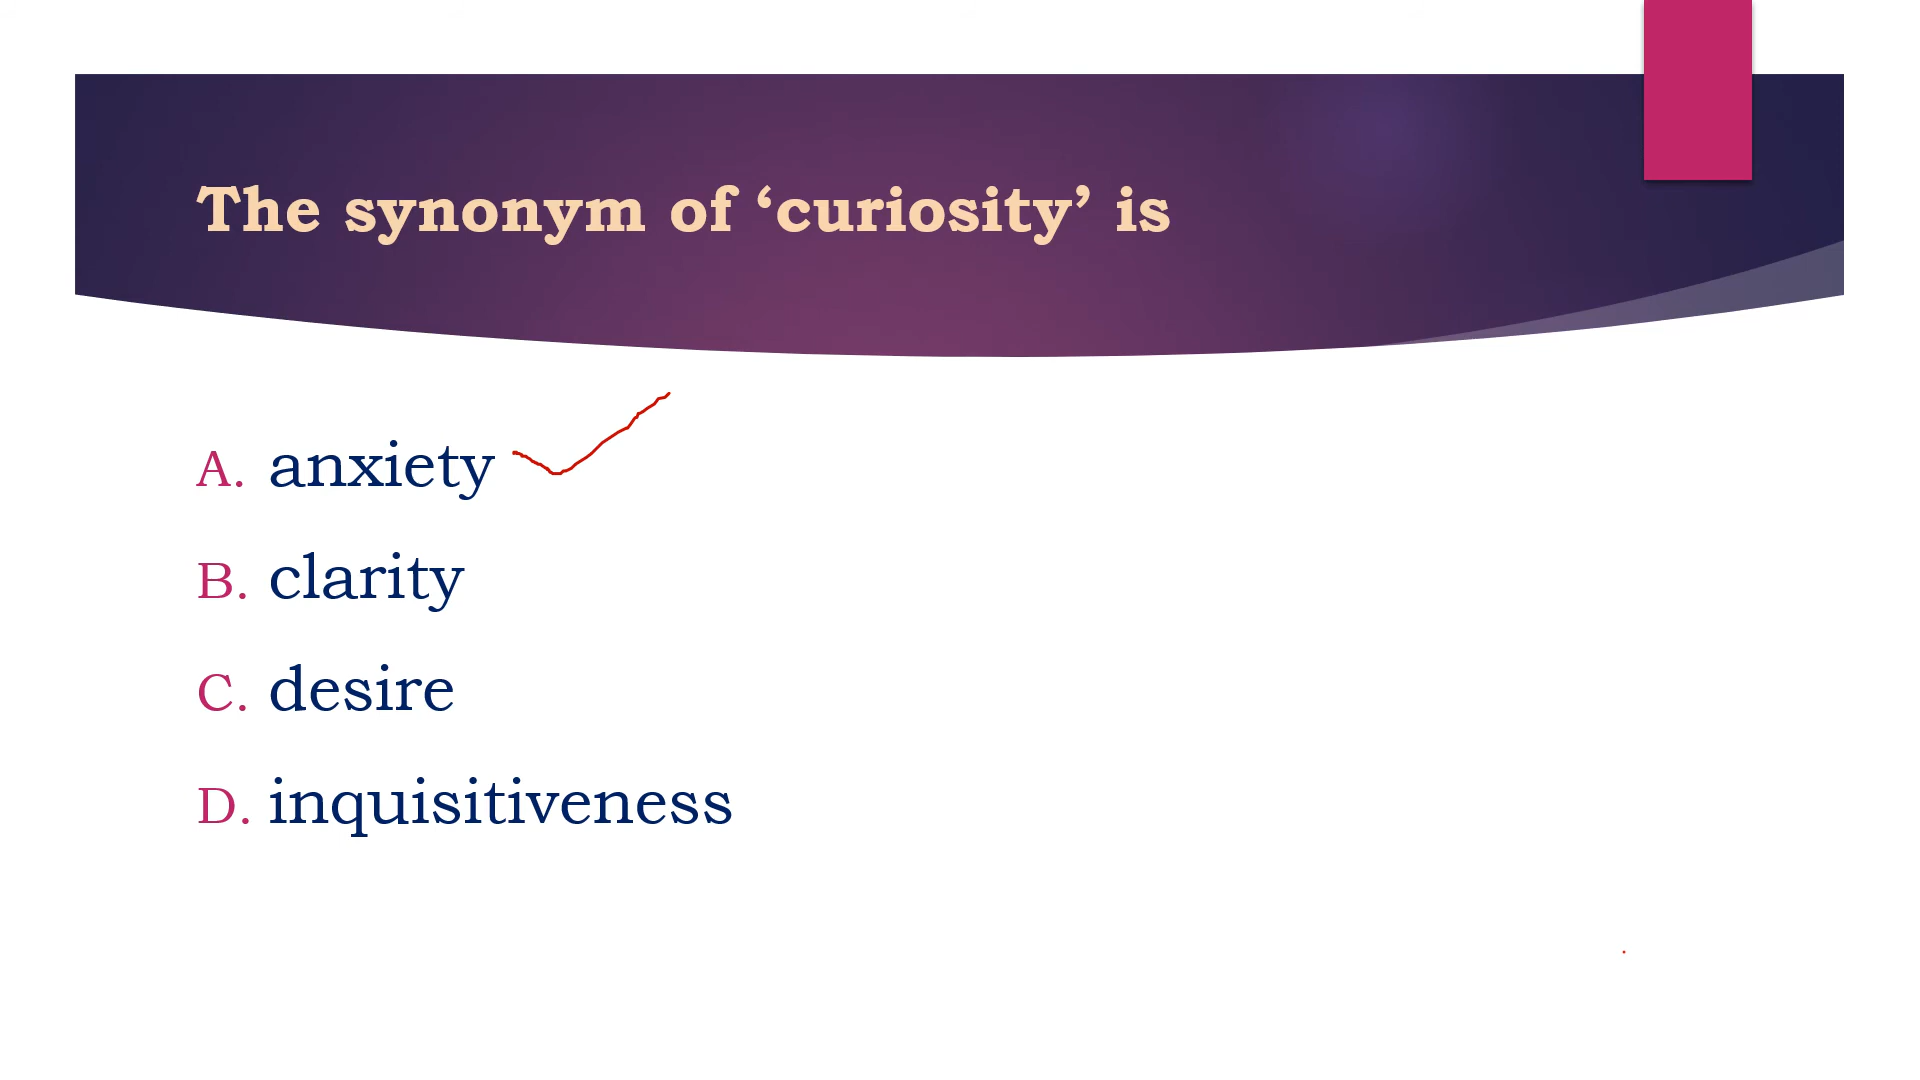 The synonym of ‘curiosity’ is
A. anxiety
B. clarity
C. desire
D. inquisitiveness